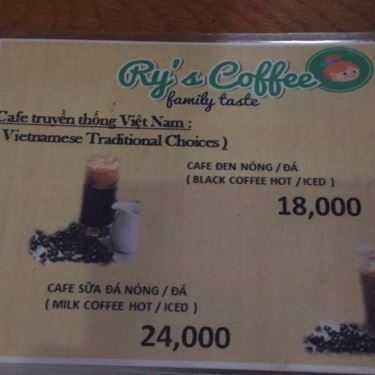 Ry's Coffee
family taste
Cafe truyền thống Việt Nam :
Vietnamese Traditional Choices )
CAFE ĐEN NÓNG / ĐÁ
( BLACK COFFEE HOT / ICED )
18,000
CAFE SỮA ĐÁ NÓNG / ĐÁ
( MILK COFFEE HOT / ICED )
24,000